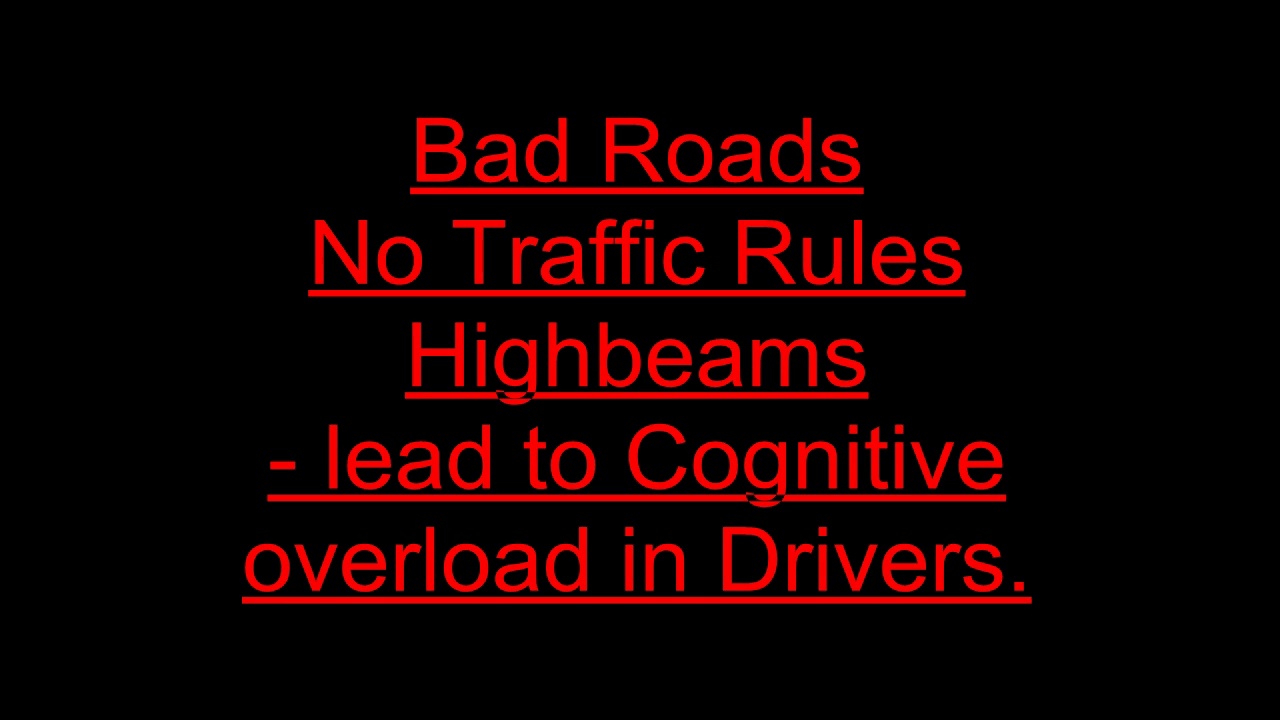 Bad Roads
No Traffic Rules
Highbeams
- lead to Cognitive
overload in Drivers.